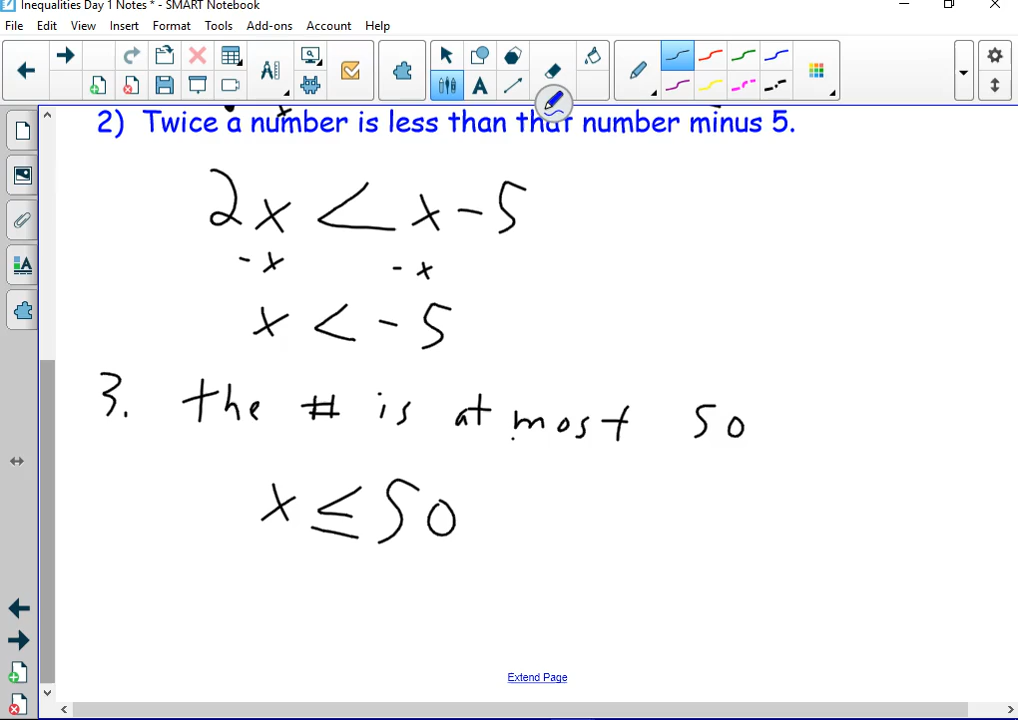 Inequalities Day 1 Notes * - SMART Notebook
File Edit View Insert Format Tools Add-ons Account Help
2) Twice a number is less than that number minus 5.
2x < x - 5
- x - x
x < - 5
3. the # is at most 50
x ≤ 50
Extend Page